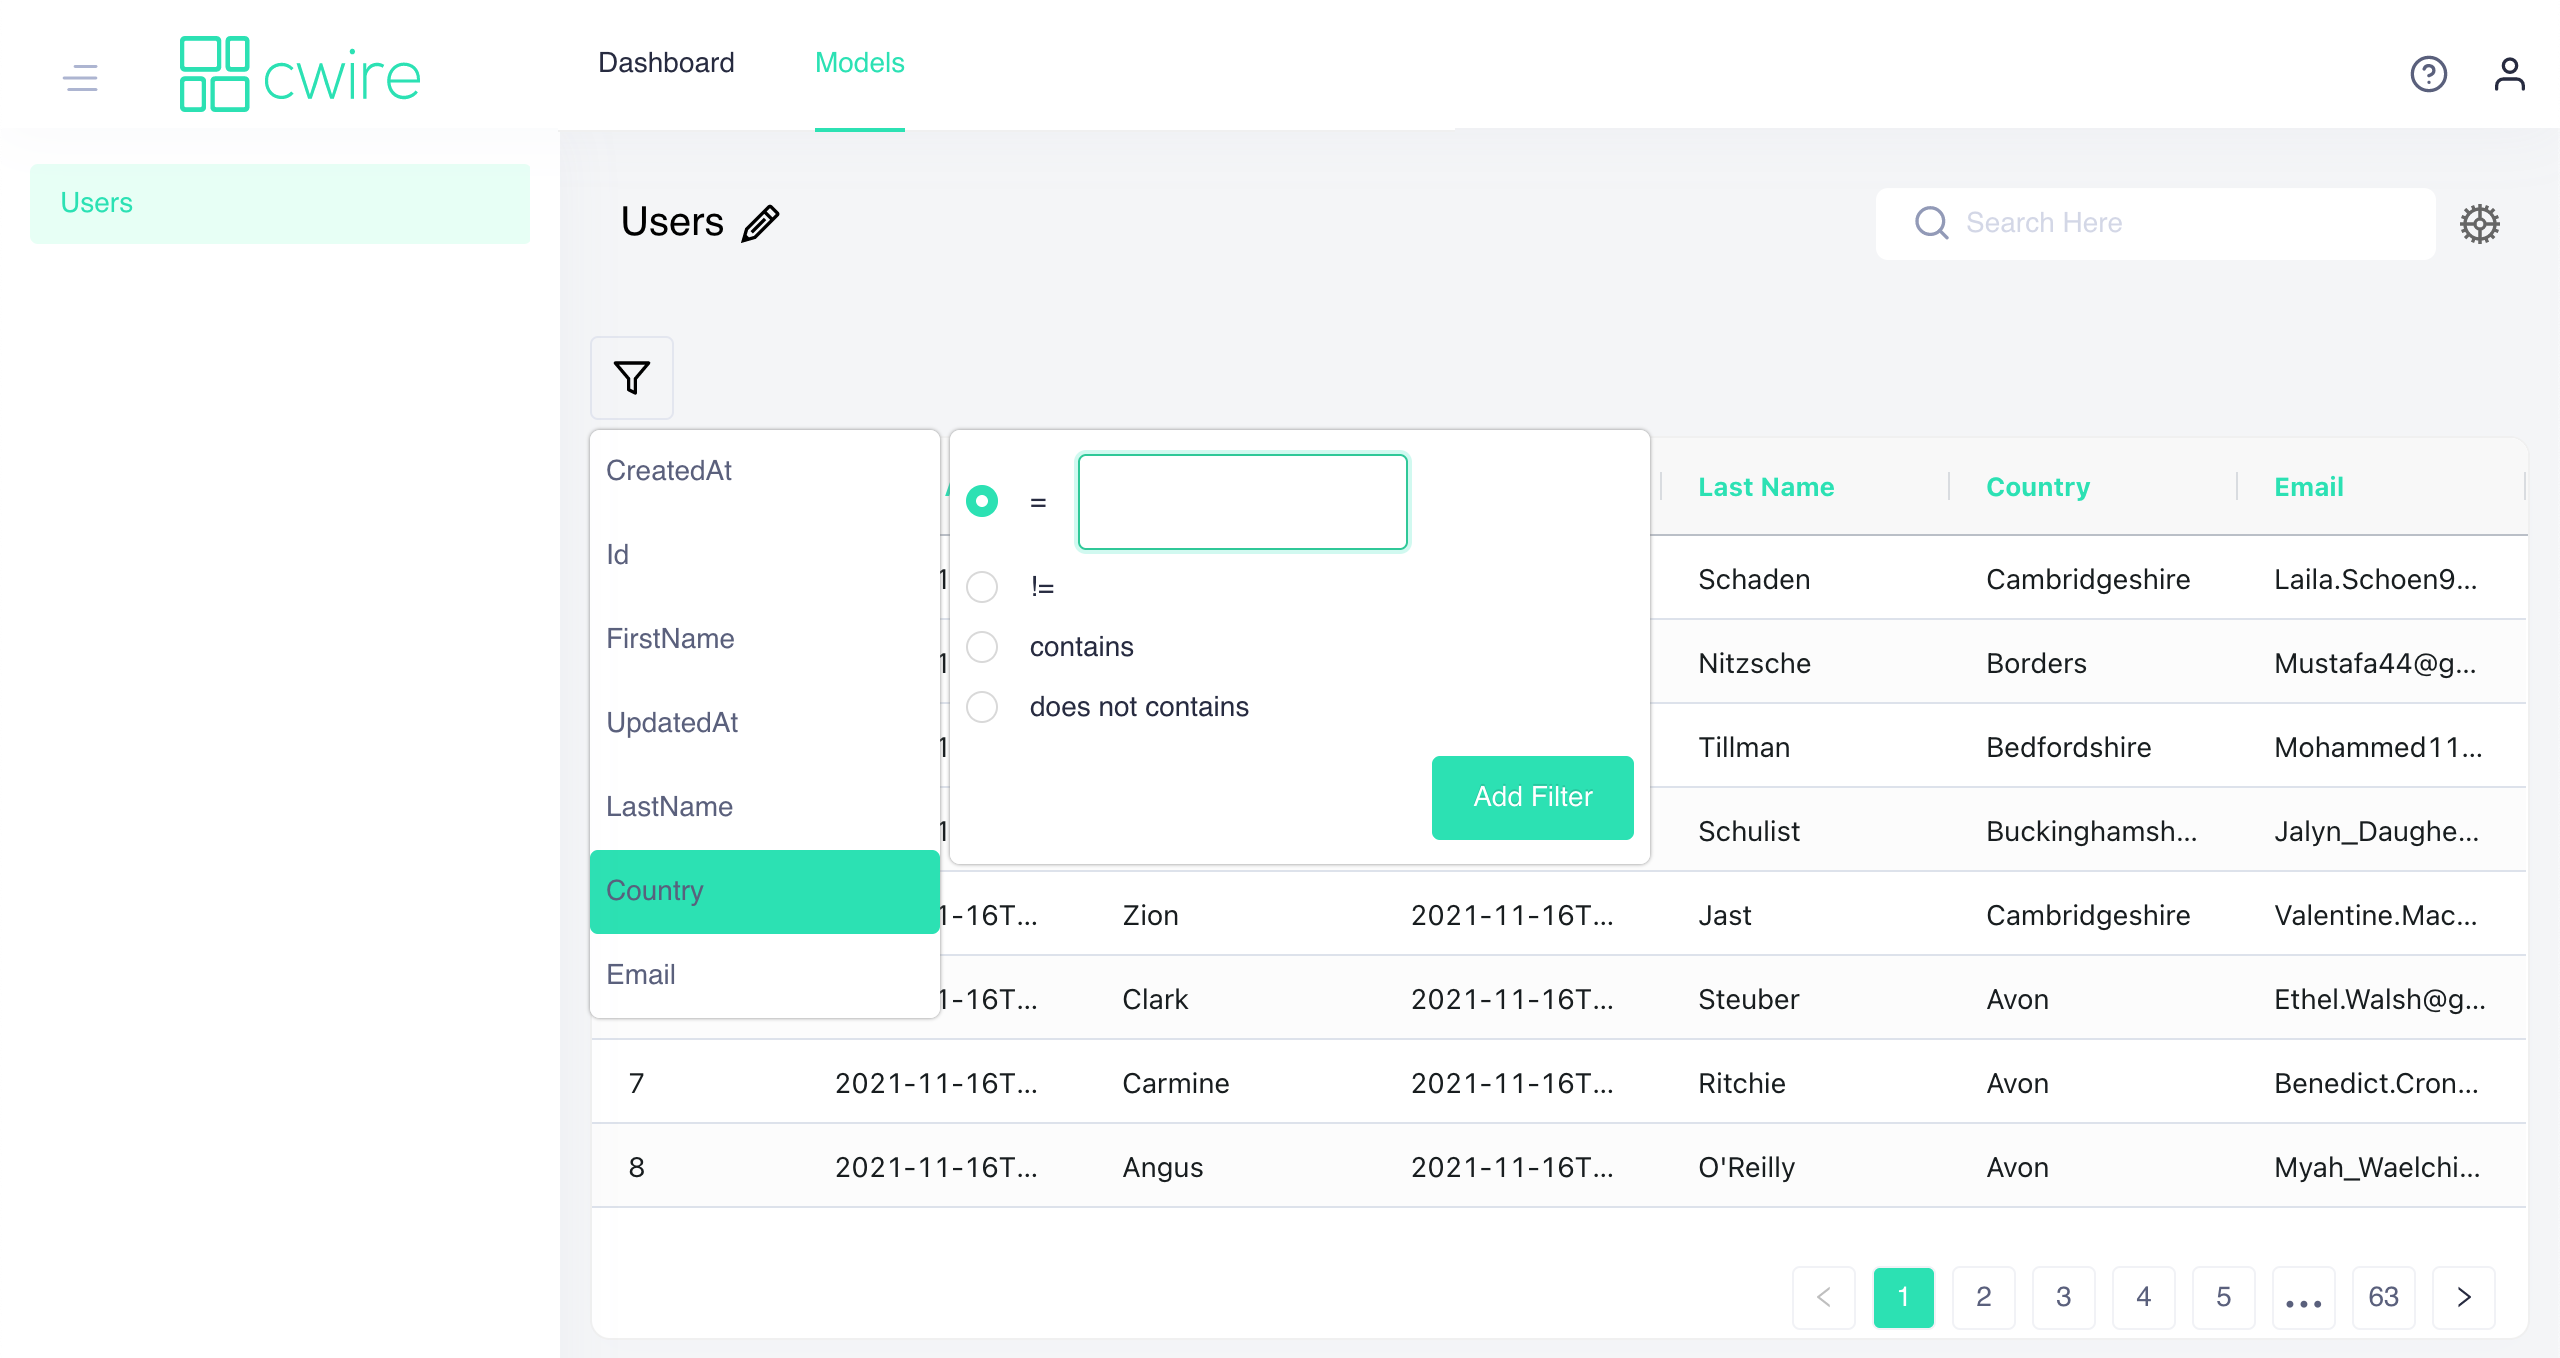 cwire
Dashboard Models
Users
Users
Search Here
CreatedAt
Id
FirstName
UpdatedAt
LastName
Country
Email
=
!=
contains
does not contains
Add Filter
Last Name Country Email
Schaden Cambridgeshire Laila.Schoen9...
Nitzsche Borders Mustafa44@g...
Tillman Bedfordshire Mohammed11...
Schulist Buckinghamsh... Jalyn_Daughe...
1-16T... Zion 2021-11-16T... Jast Cambridgeshire Valentine.Mac...
1-16T... Clark 2021-11-16T... Steuber Avon Ethel.Walsh@g...
7 2021-11-16T... Carmine 2021-11-16T... Ritchie Avon Benedict.Cron...
8 2021-11-16T... Angus 2021-11-16T... O'Reilly Avon Myah_Waelchi...
< 1 2 3 4 5 ... 63 >